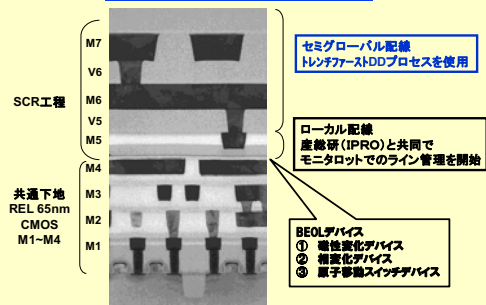 M7
V6
SCR工程
M6
V5
M5
M4
共通下地
REL 65nm
CMOS
M1~M4
M3
M2
M1
セミグローバル配線
トレンチファーストDDプロセスを使用
ローカル配線
産総研(IPRO)と共同で
モニタロットでのライン管理を開始
BEOLデバイス
① 磁性変化デバイス
② 相変化デバイス
③ 原子移動スイッチデバイス